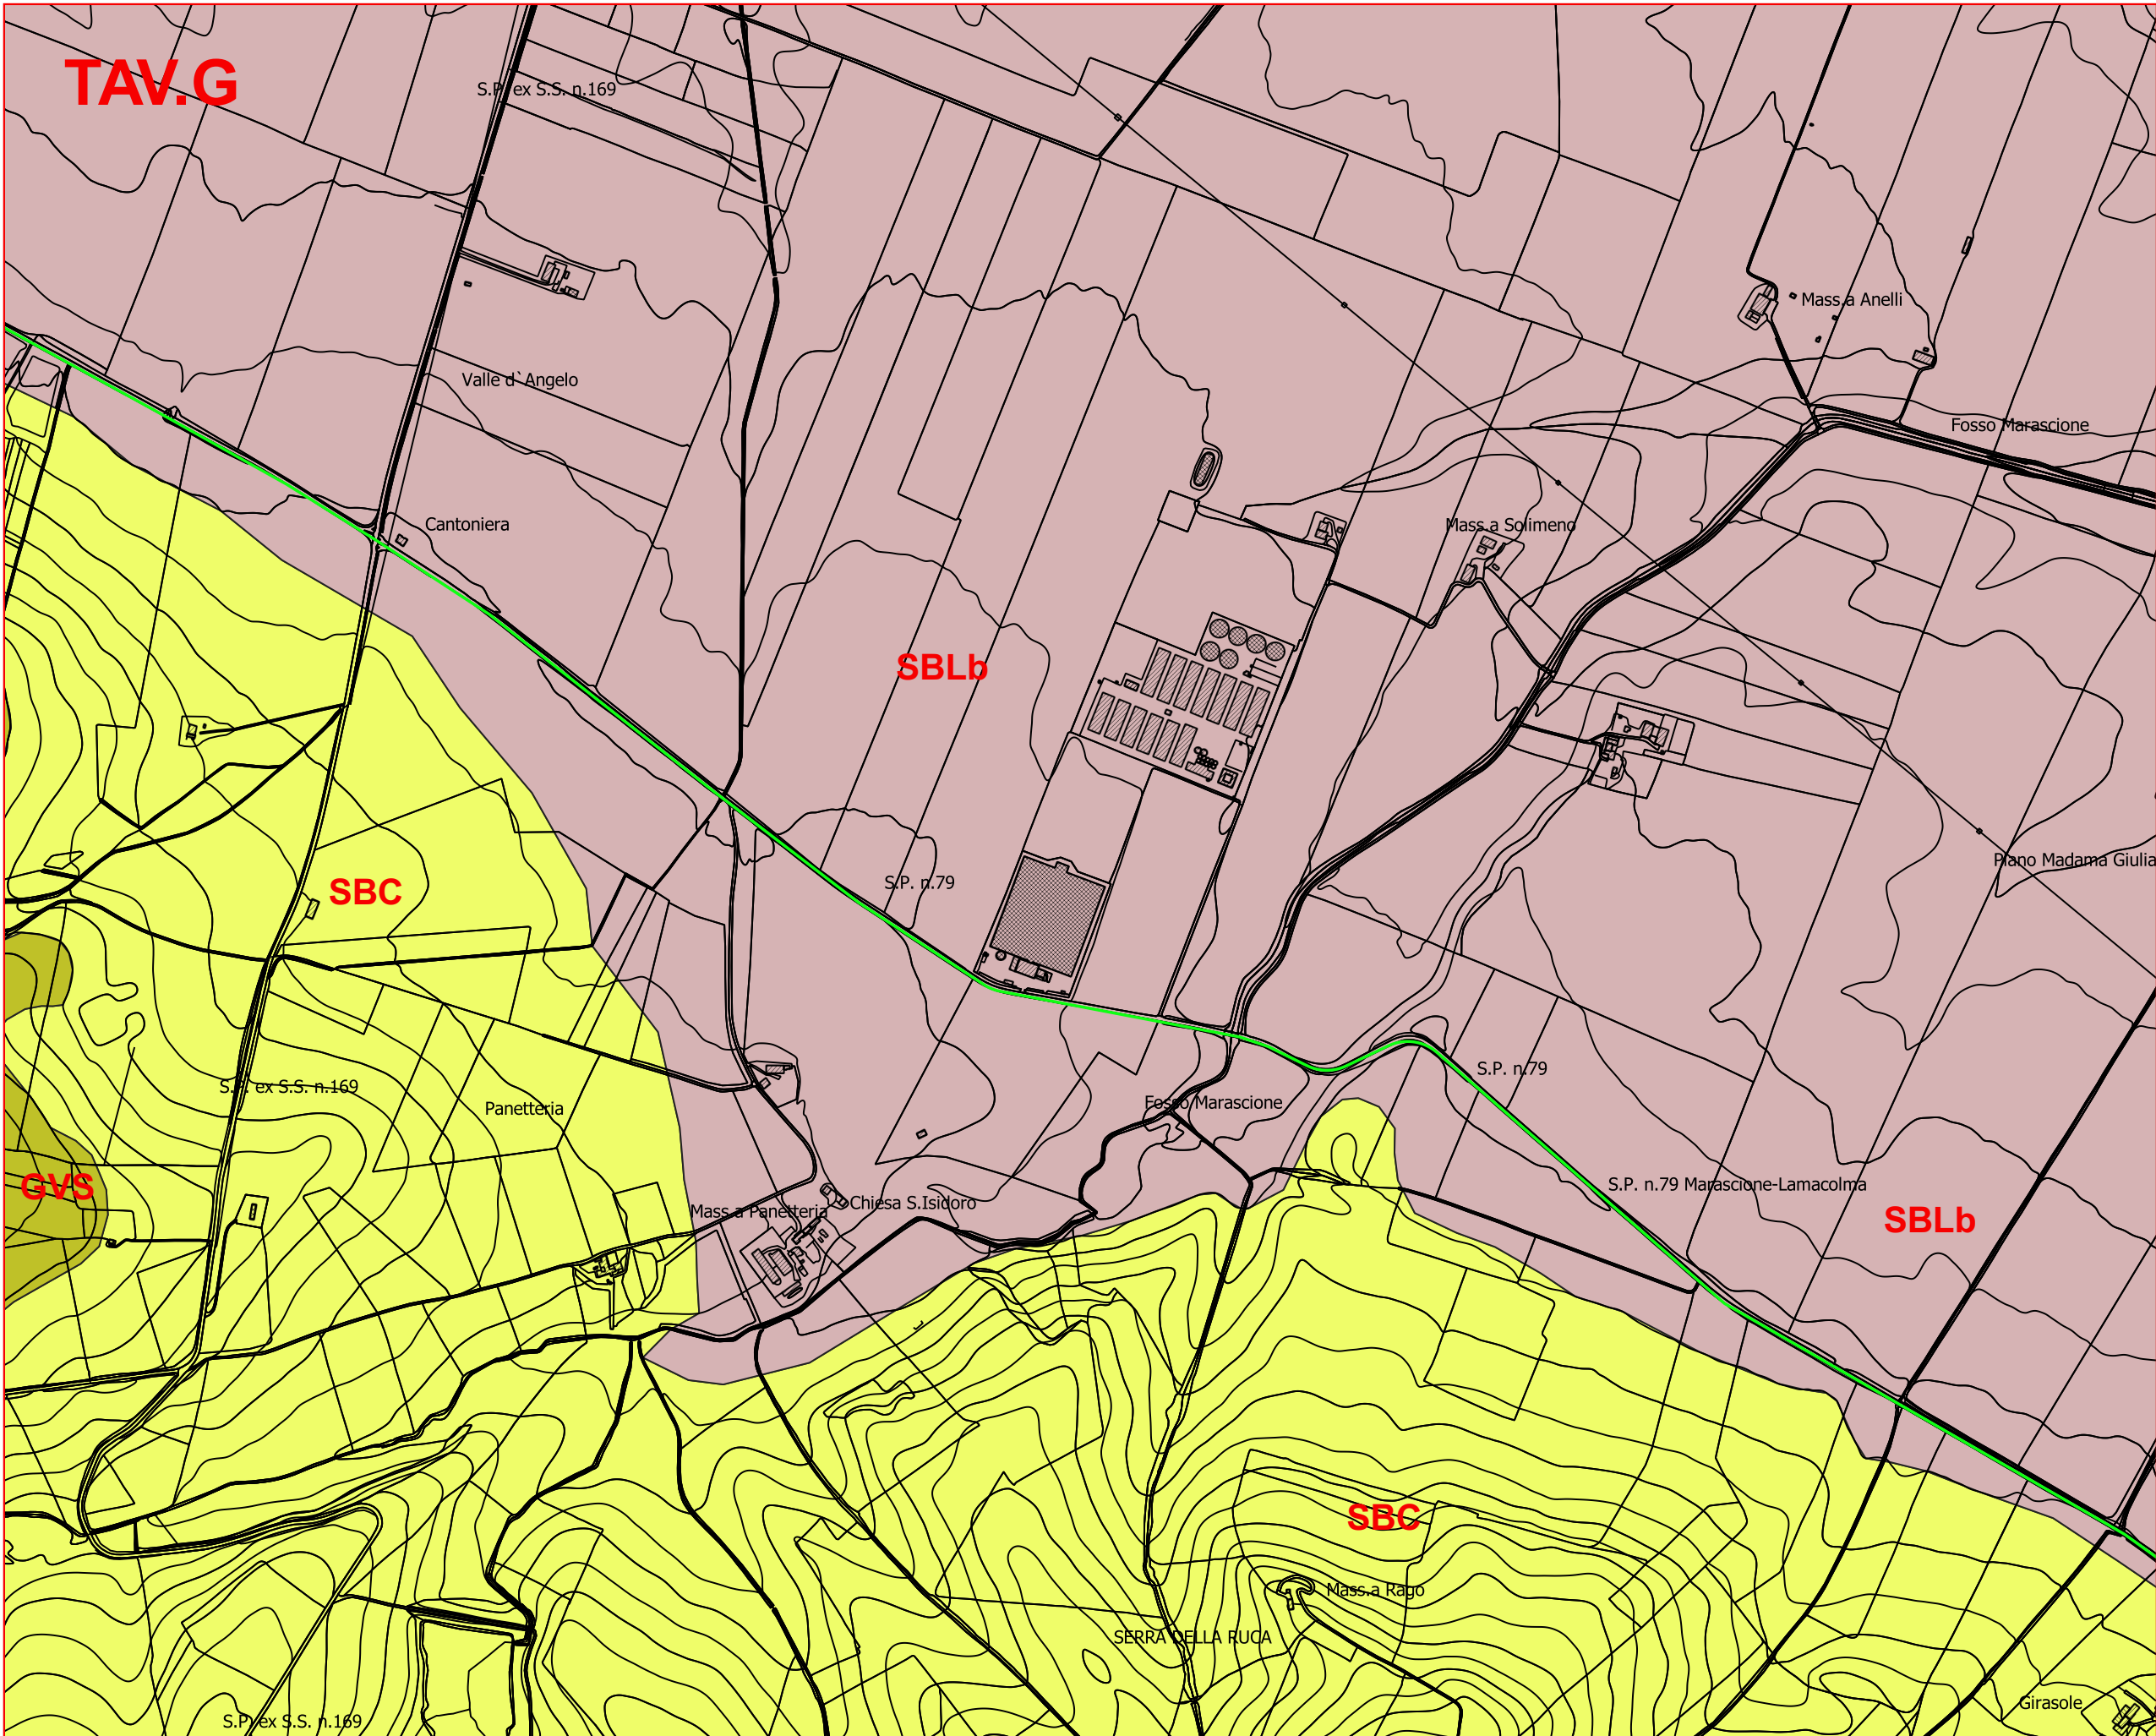 TAV.G
S.P. ex S.S. n.169
Mass.a Anelli
Valle d`Angelo
Fosso Marascione
Cantoniera
Mass.a Solimeno
SBLb
Piano Madama Giulia
S.P. n.79
SBC
S.P. n.79
S.P. ex S.S. n.169
Fosso Marascione
Panetteria
GVS
S.P. n.79 Marascione-Lamacolma
Chiesa S.Isidoro
Mass.a Panetteria
SBLb
SBC
Mass.a Rago
SERRA DELLA RUCA
Girasole
S.P. ex S.S. n.169